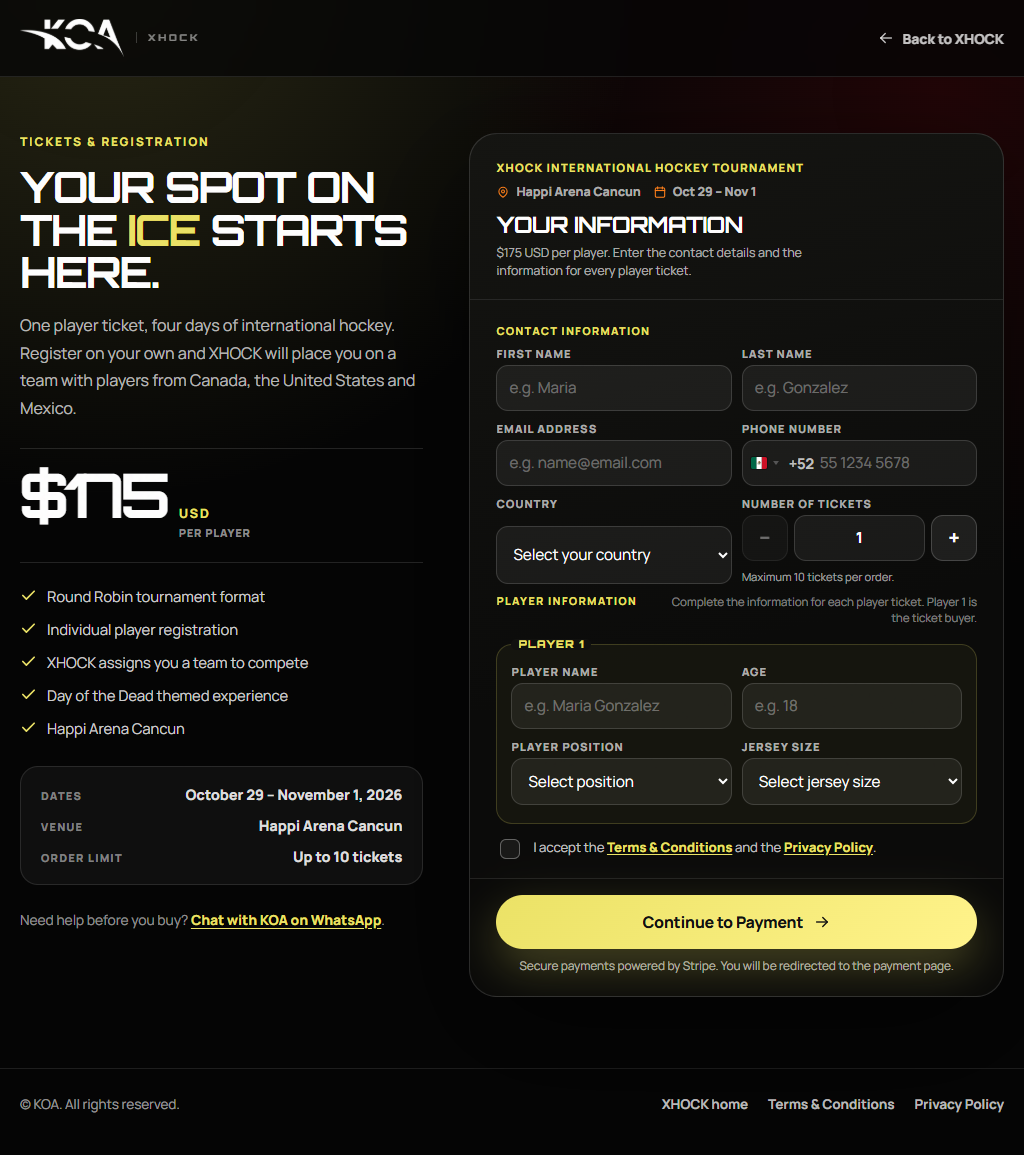 KOA
XHOCK
Back to XHOCK
TICKETS & REGISTRATION
YOUR SPOT ON
THE ICE STARTS
HERE.
One player ticket, four days of international hockey.
Register on your own and XHOCK will place you on a
team with players from Canada, the United States and
Mexico.
$175
USD
PER PLAYER
Round Robin tournament format
Individual player registration
XHOCK assigns you a team to compete
Day of the Dead themed experience
Happi Arena Cancun
DATES October 29 – November 1, 2026
VENUE Happi Arena Cancun
ORDER LIMIT Up to 10 tickets
Need help before you buy? Chat with KOA on WhatsApp.
XHOCK INTERNATIONAL HOCKEY TOURNAMENT
Happi Arena Cancun Oct 29 – Nov 1
YOUR INFORMATION
$175 USD per player. Enter the contact details and the
information for every player ticket.
CONTACT INFORMATION
FIRST NAME LAST NAME
e.g. Maria e.g. Gonzalez
EMAIL ADDRESS PHONE NUMBER
e.g. name@email.com +52 55 1234 5678
COUNTRY NUMBER OF TICKETS
Select your country − 1 +
Maximum 10 tickets per order.
PLAYER INFORMATION Complete the information for each player ticket. Player 1 is
the ticket buyer.
PLAYER 1
PLAYER NAME AGE
e.g. Maria Gonzalez e.g. 18
PLAYER POSITION JERSEY SIZE
Select position Select jersey size
I accept the Terms & Conditions and the Privacy Policy.
Continue to Payment
Secure payments powered by Stripe. You will be redirected to the payment page.
© KOA. All rights reserved.
XHOCK home Terms & Conditions Privacy Policy